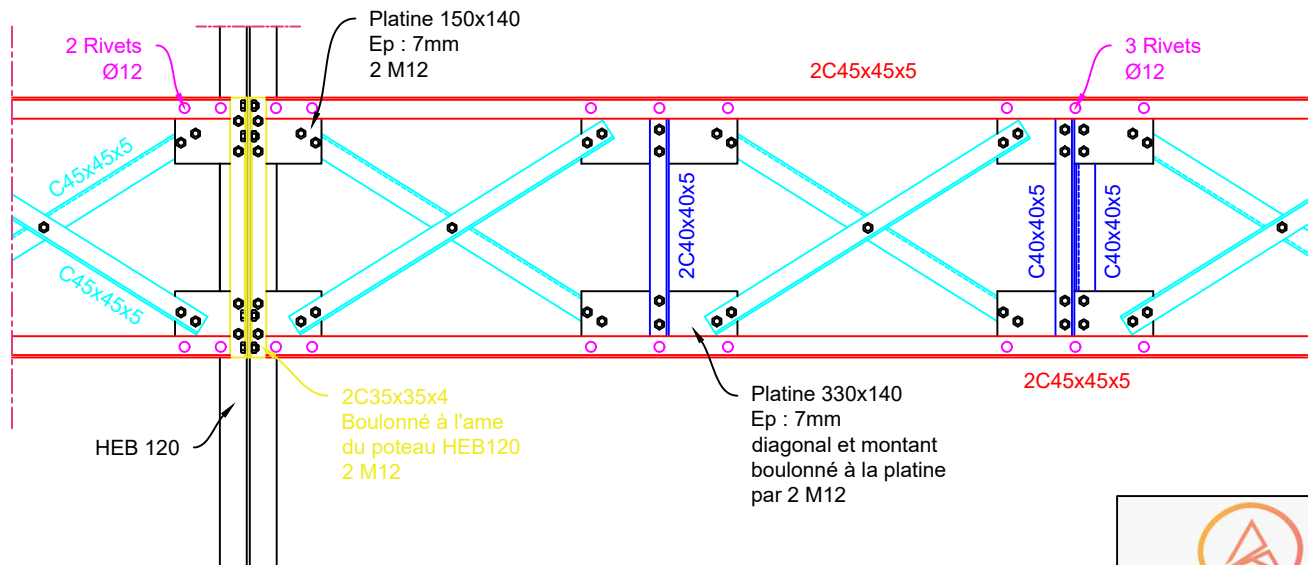 Platine 150x140
Ep : 7mm
2 M12
2 Rivets
Ø12
3 Rivets
Ø12
2C45x45x5
C45x45x5
C45x45x5
2C40x40x5
C40x40x5
C40x40x5
2C45x45x5
2C35x35x4
Boulonné à l'ame
du poteau HEB120
2 M12
HEB 120
Platine 330x140
Ep : 7mm
diagonal et montant
boulonné à la platine
par 2 M12